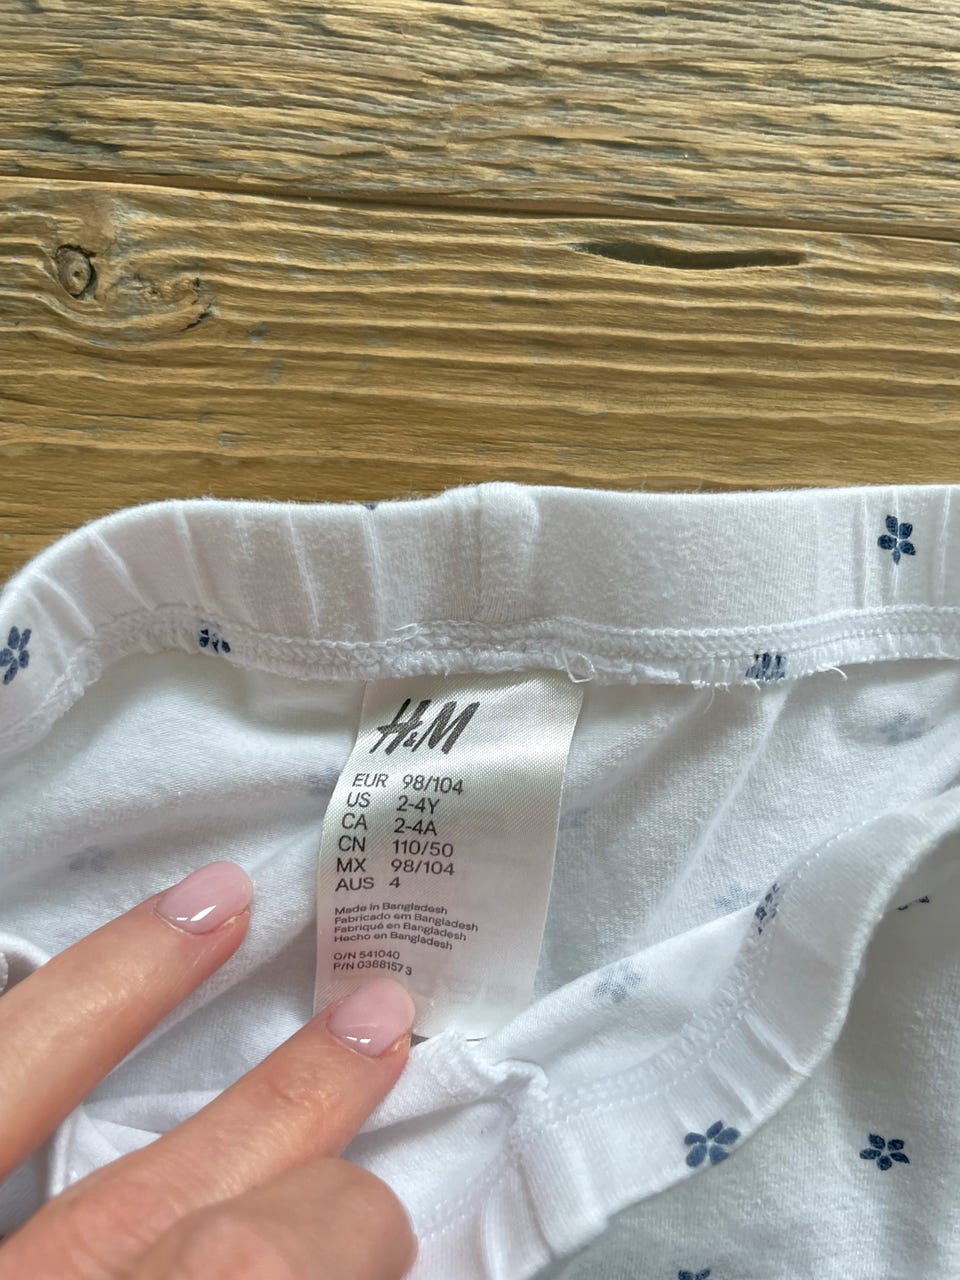 H&M
EUR 98/104
US 2-4Y
CA 2-4A
CN 110/50
MX 98/104
AUS 4
Made in Bangladesh
Fabricado em Bangladesh
Fabriqué en Bangladesh
Hecho en Bangladesh
O/N 541040
P/N 03881573